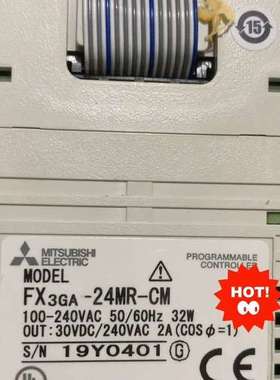 15
MITSUBISHI
ELECTRIC
PROGRAMMABLE
CONTROLLER
MODEL
FX3GA -24MR-CM
100-240VAC 50/60Hz 32W
OUT: 30VDC/240VAC 2A (COSφ=1)
S/N 19Y0401 G
HOT!